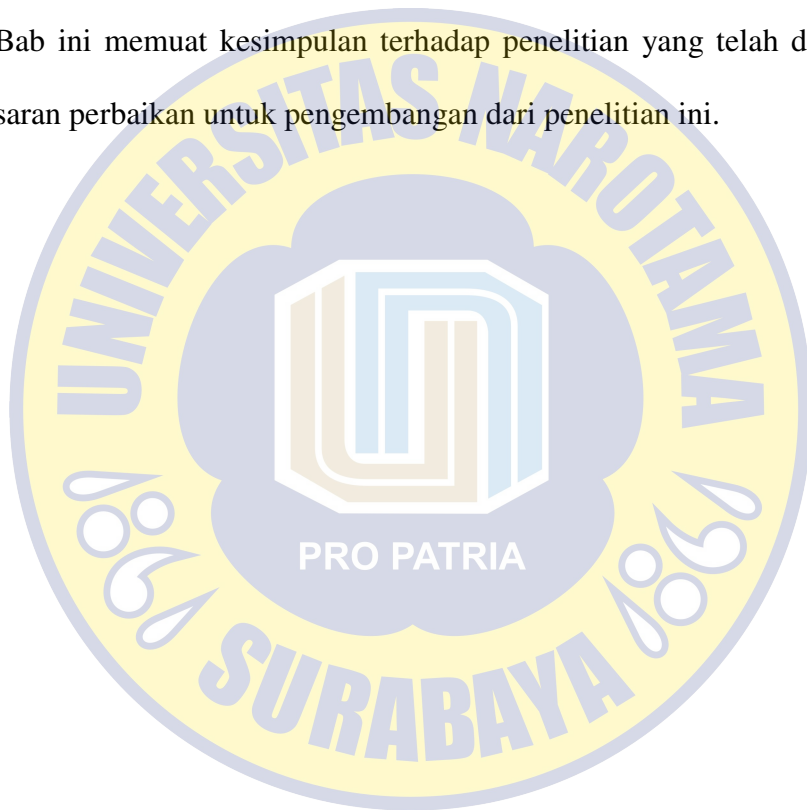 Bab ini memuat kesimpulan terhadap penelitian yang telah d
saran perbaikan untuk pengembangan dari penelitian ini.
UNIVERSITAS NAROTAMA
PRO PATRIA
SURABAYA